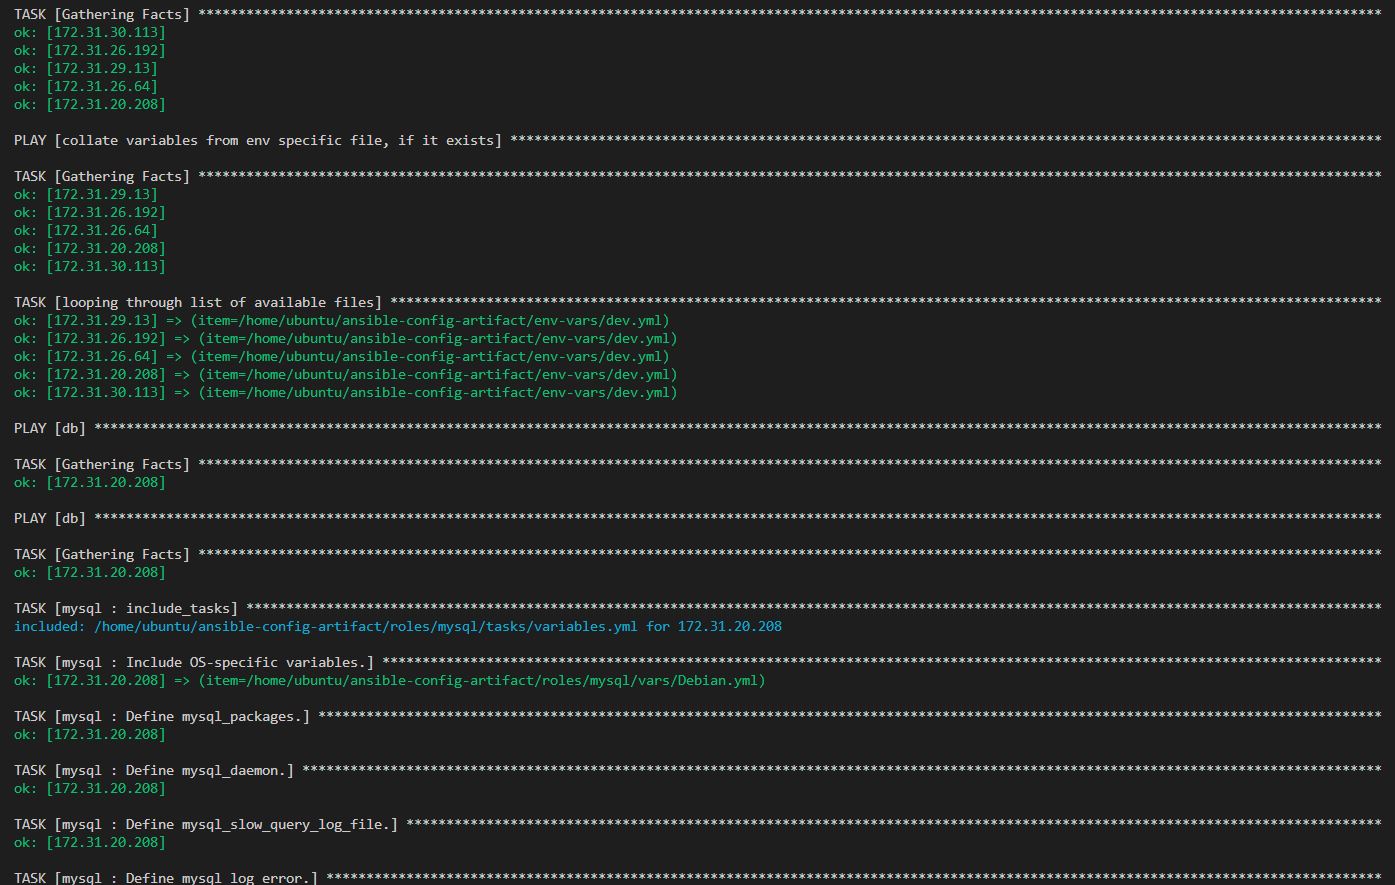 TASK [Gathering Facts] ****************************************************************************************************************************************************
ok: [172.31.30.113]
ok: [172.31.26.192]
ok: [172.31.29.13]
ok: [172.31.26.64]
ok: [172.31.20.208]
PLAY [collate variables from env specific file, if it exists] *************************************************************************************************************
TASK [Gathering Facts] ****************************************************************************************************************************************************
ok: [172.31.29.13]
ok: [172.31.26.192]
ok: [172.31.26.64]
ok: [172.31.20.208]
ok: [172.31.30.113]
TASK [looping through list of available files] ****************************************************************************************************************************
ok: [172.31.29.13] => (item=/home/ubuntu/ansible-config-artifact/env-vars/dev.yml)
ok: [172.31.26.192] => (item=/home/ubuntu/ansible-config-artifact/env-vars/dev.yml)
ok: [172.31.26.64] => (item=/home/ubuntu/ansible-config-artifact/env-vars/dev.yml)
ok: [172.31.20.208] => (item=/home/ubuntu/ansible-config-artifact/env-vars/dev.yml)
ok: [172.31.30.113] => (item=/home/ubuntu/ansible-config-artifact/env-vars/dev.yml)
PLAY [db] *****************************************************************************************************************************************************************
TASK [Gathering Facts] ****************************************************************************************************************************************************
ok: [172.31.20.208]
PLAY [db] *****************************************************************************************************************************************************************
TASK [Gathering Facts] ****************************************************************************************************************************************************
ok: [172.31.20.208]
TASK [mysql : include_tasks] **********************************************************************************************************************************************
included: /home/ubuntu/ansible-config-artifact/roles/mysql/tasks/variables.yml for 172.31.20.208
TASK [mysql : Include OS-specific variables.] *****************************************************************************************************************************
ok: [172.31.20.208] => (item=/home/ubuntu/ansible-config-artifact/roles/mysql/vars/Debian.yml)
TASK [mysql : Define mysql_packages.] *************************************************************************************************************************************
ok: [172.31.20.208]
TASK [mysql : Define mysql_daemon.] ***************************************************************************************************************************************
ok: [172.31.20.208]
TASK [mysql : Define mysql_slow_query_log_file.] **************************************************************************************************************************
ok: [172.31.20.208]
TASK [mysql : Define mysql_log_error.] ************************************************************************************************************************************